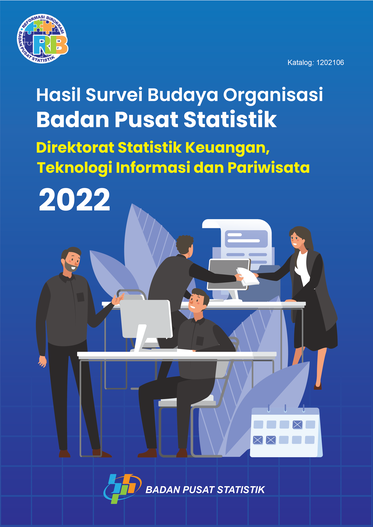 RB
Katalog: 1202106
Hasil Survei Budaya Organisasi
Badan Pusat Statistik
Direktorat Statistik Keuangan,
Teknologi Informasi dan Pariwisata
2022
BADAN PUSAT STATISTIK